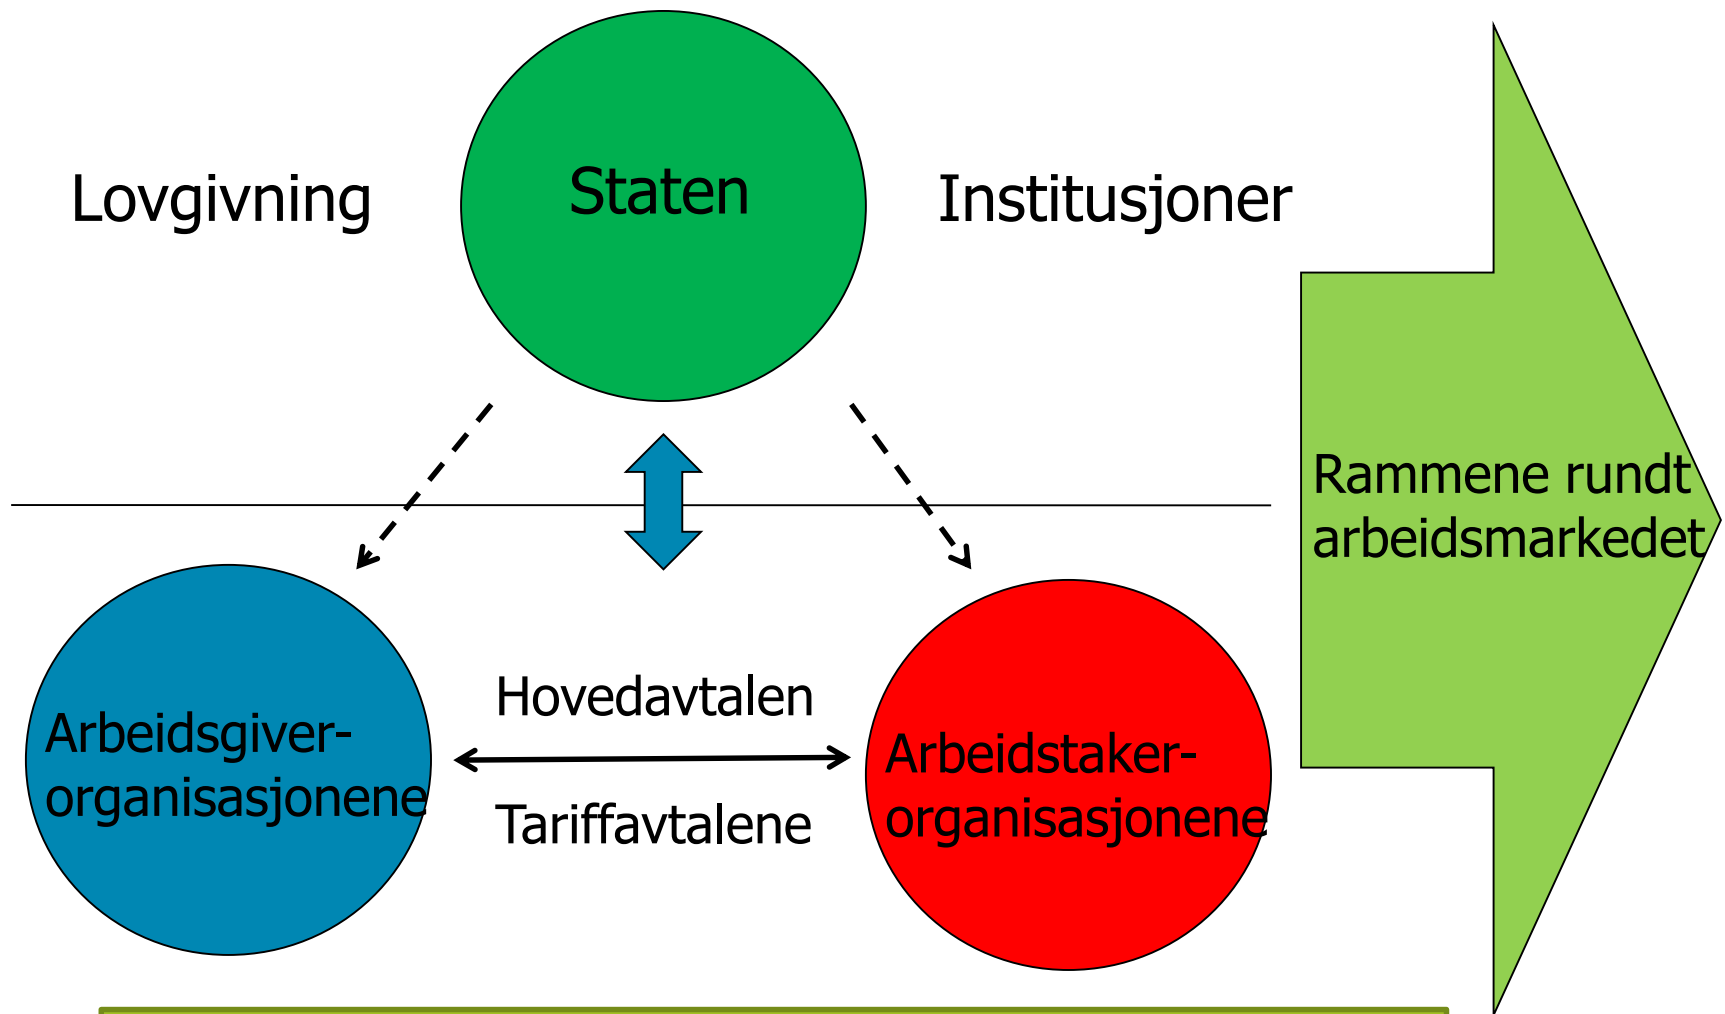 Lovgivning
Staten
Institusjoner
Rammene rundt
arbeidsmarkedet
Hovedavtalen
Arbeidsgiver-
organisasjonene
Arbeidstaker-
organisasjonene
Tariffavtalene